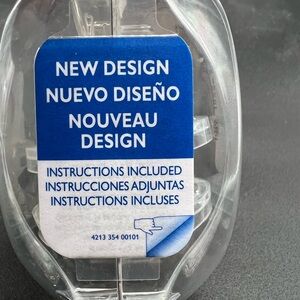 NEW DESIGN
NUEVO DISEÑO
NOUVEAU
DESIGN
INSTRUCTIONS INCLUDED
INSTRUCCIONES ADJUNTAS
INSTRUCTIONS INCLUSES
4213 354 00101